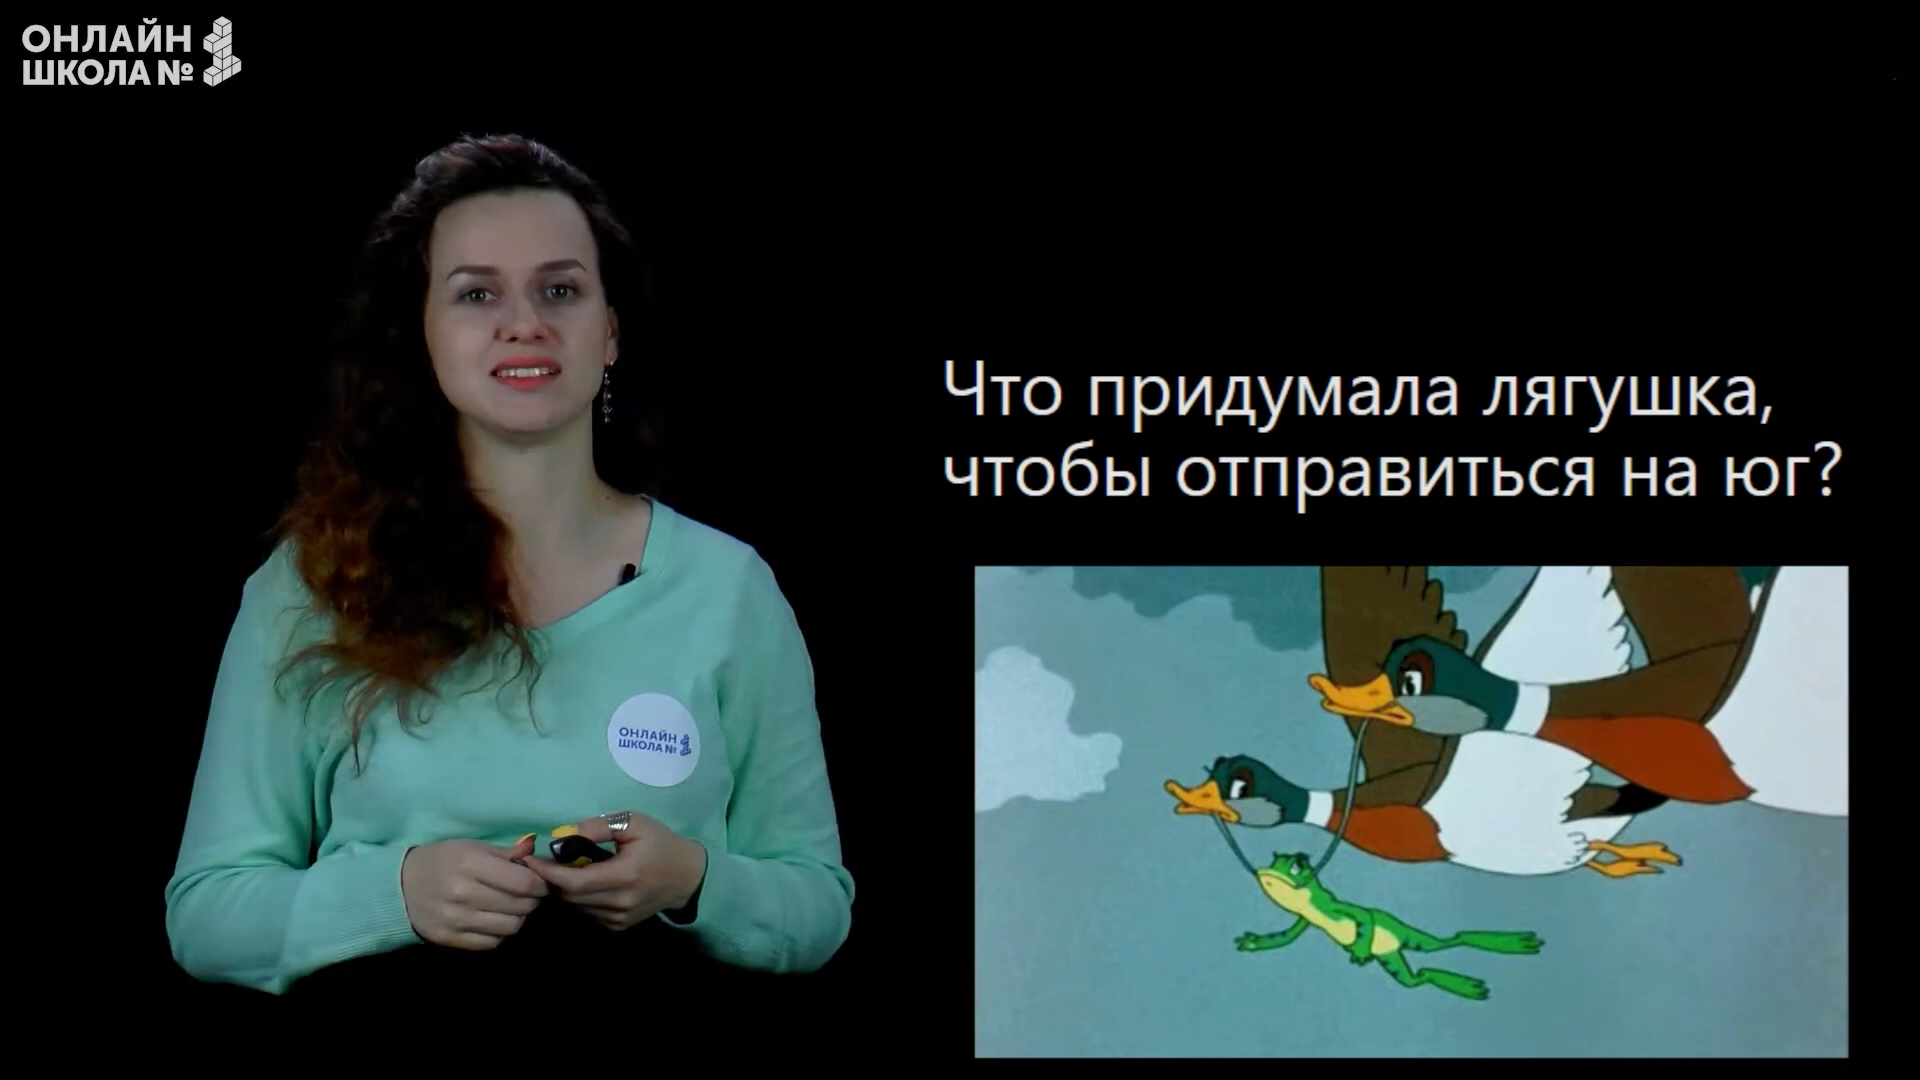 ОНЛАЙН
ШКОЛА №
Что придумала лягушка,
чтобы отправиться на юг?
ОНЛАЙН
ШКОЛА №